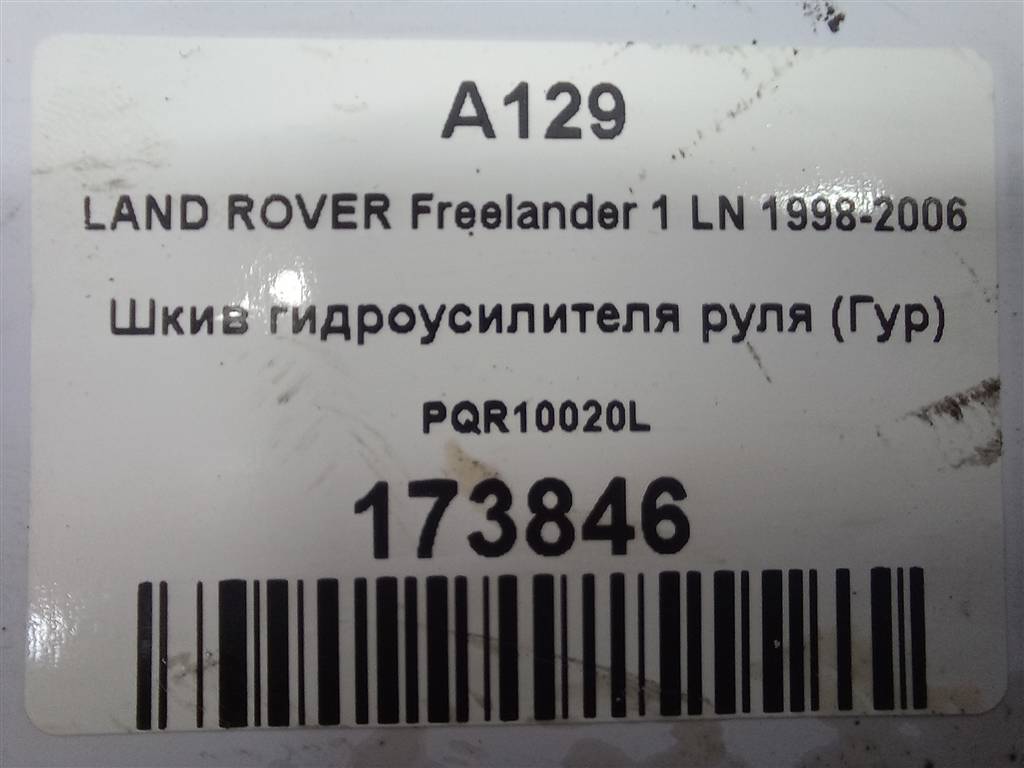 A129
LAND ROVER Freelander 1 LN 1998-2006
Шкив гидроусилителя руля (Гур)
PQR10020L
173846